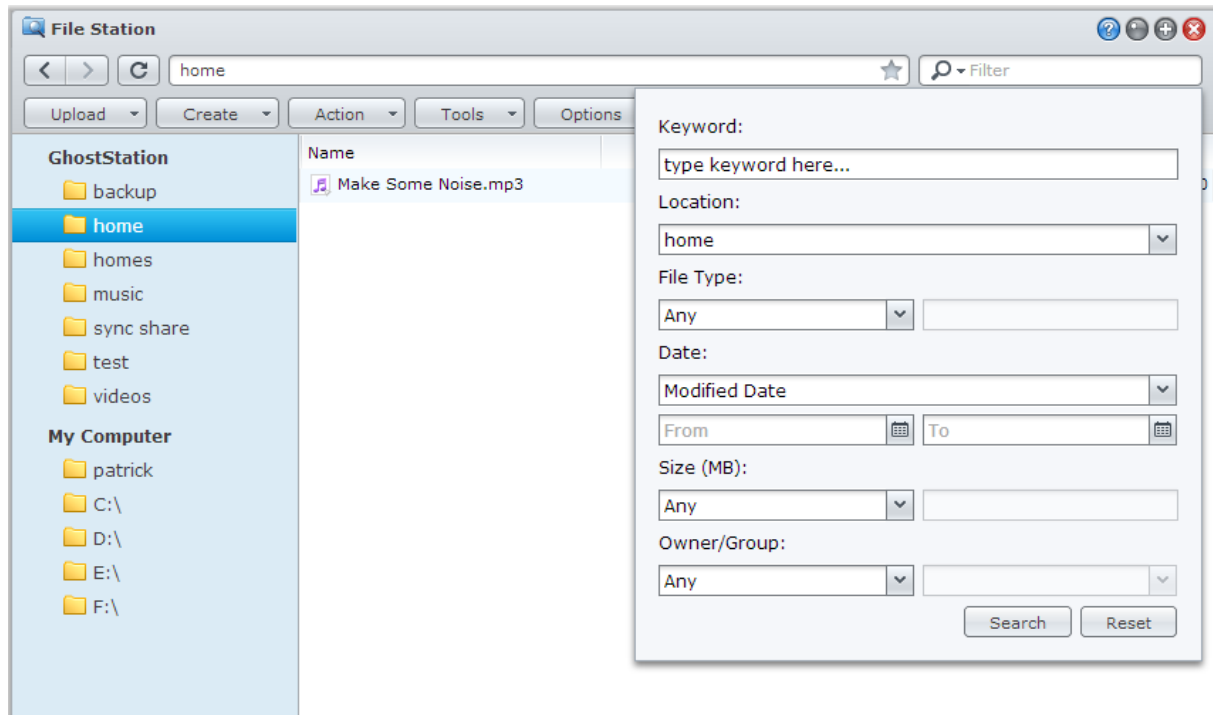 File Station
home
Filter
Upload Create Action Tools Options
GhostStation
backup
home
homes
music
sync share
test
videos
My Computer
patrick
C:\
D:\
E:\
F:\
Name
Make Some Noise.mp3
Keyword:
type keyword here...
Location:
home
File Type:
Any
Date:
Modified Date
From To
Size (MB):
Any
Owner/Group:
Any
Search Reset